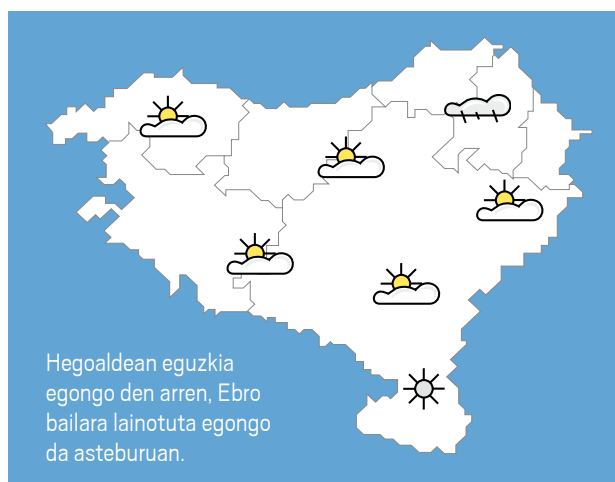 Hegoaldean eguzkia
egongo den arren, Ebro
bailara lainotuta egongo
da asteburuan.